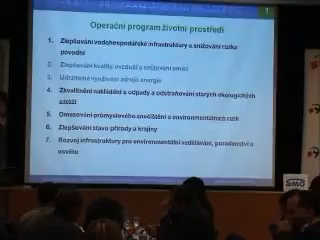 Operační program životní prostředí
1. Zlepšování vodohospodářské infrastruktury a snižování rizika
povodní
2. Zlepšování kvality ovzduší a snižování emisí
3. Udržitelné využívání zdrojů energie
4. Zkvalitnění nakládání s odpady a odstraňování starých ekologických
zátěží
5. Omezování průmyslového znečištění a environmentálních rizik
6. Zlepšování stavu přírody a krajiny
7. Rozvoj infrastruktury pro environmentální vzdělávání, poradenství a
osvětu
SMO